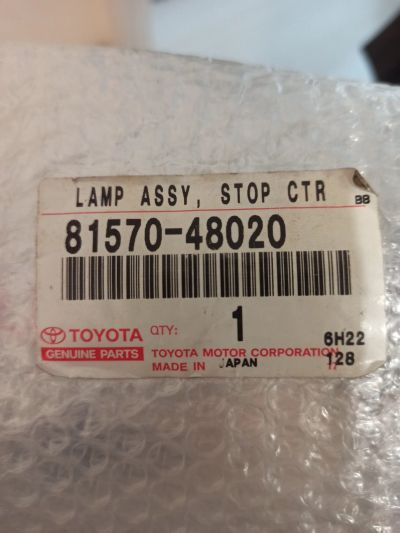 LAMP ASSY, STOP CTR
BB
81570-48020
TOYOTA
GENUINE PARTS
QTY: 1
6H22
TOYOTA MOTOR CORPORATION
MADE IN JAPAN
128